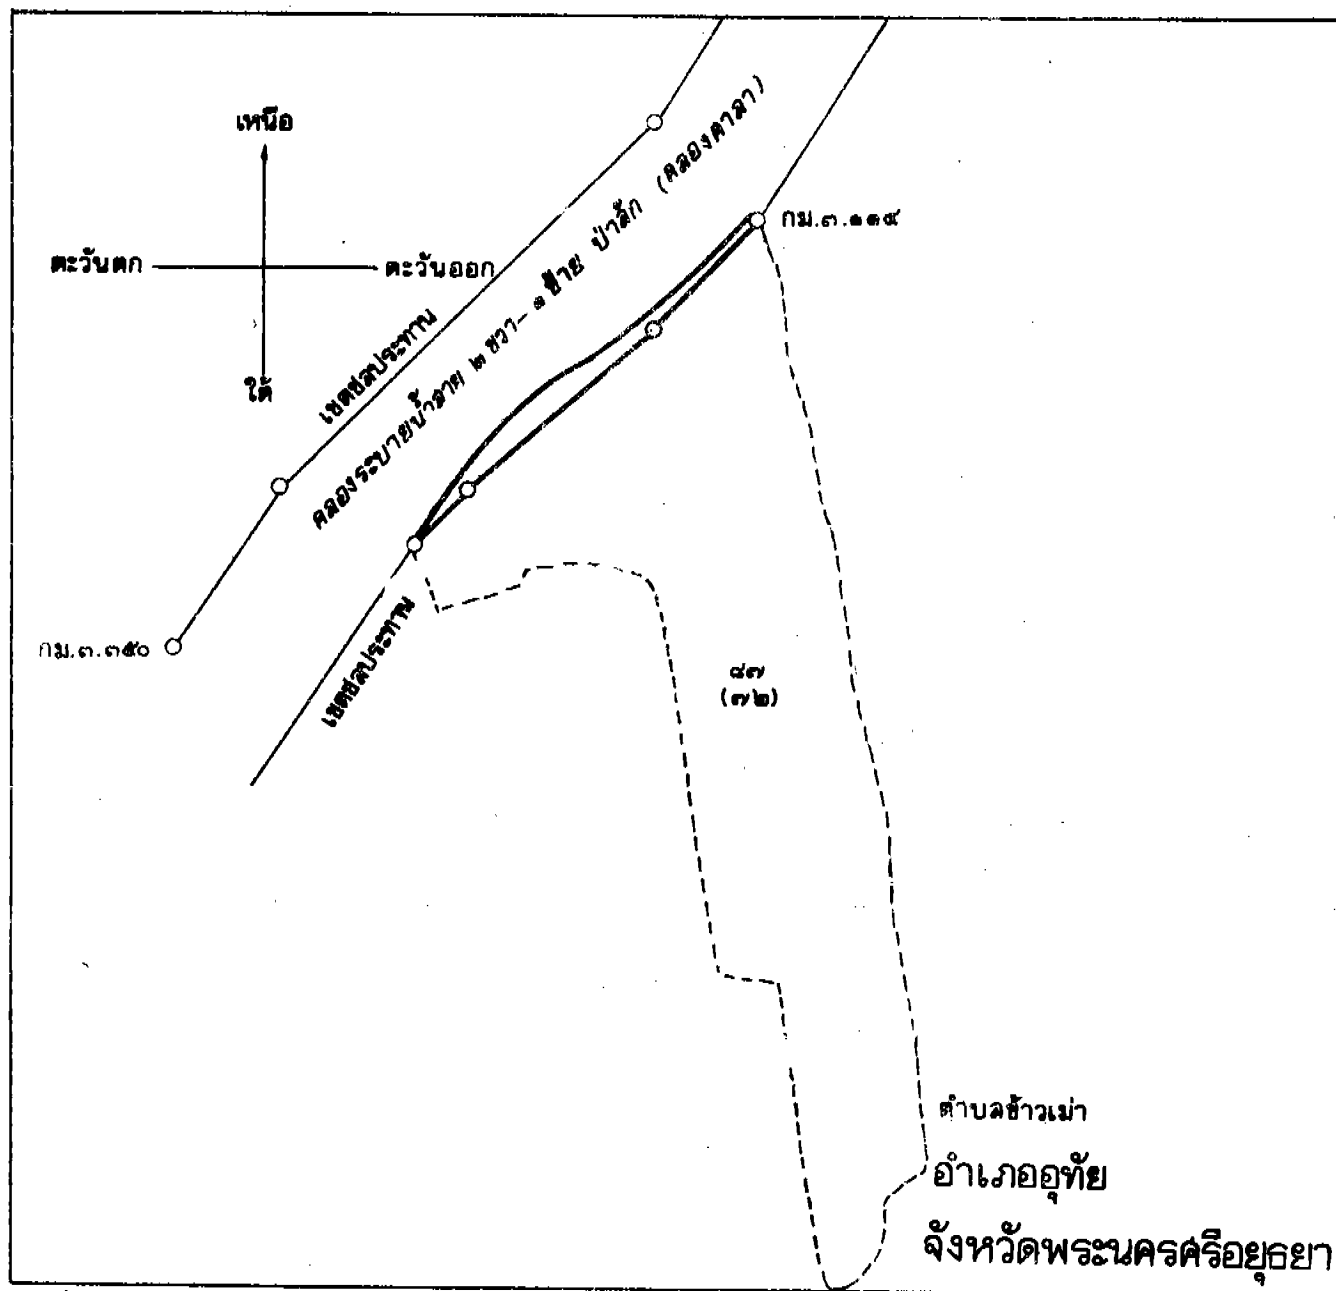 เหนือ
ตะวันตก
ตะวันออก
ใต้
เขตชลประทาน
คลองระบายน้ำสาย ๒ ขวา - ๑ ซ้าย ป่าสัก (คลองศาลา)
กม.๓.๑๑๙
กม.๓.๓๕๐
เขตชลประทาน
๘๗
(๗๒)
ตำบลข้าวเม่า
อำเภออุทัย
จังหวัดพระนครศรีอยุธยา